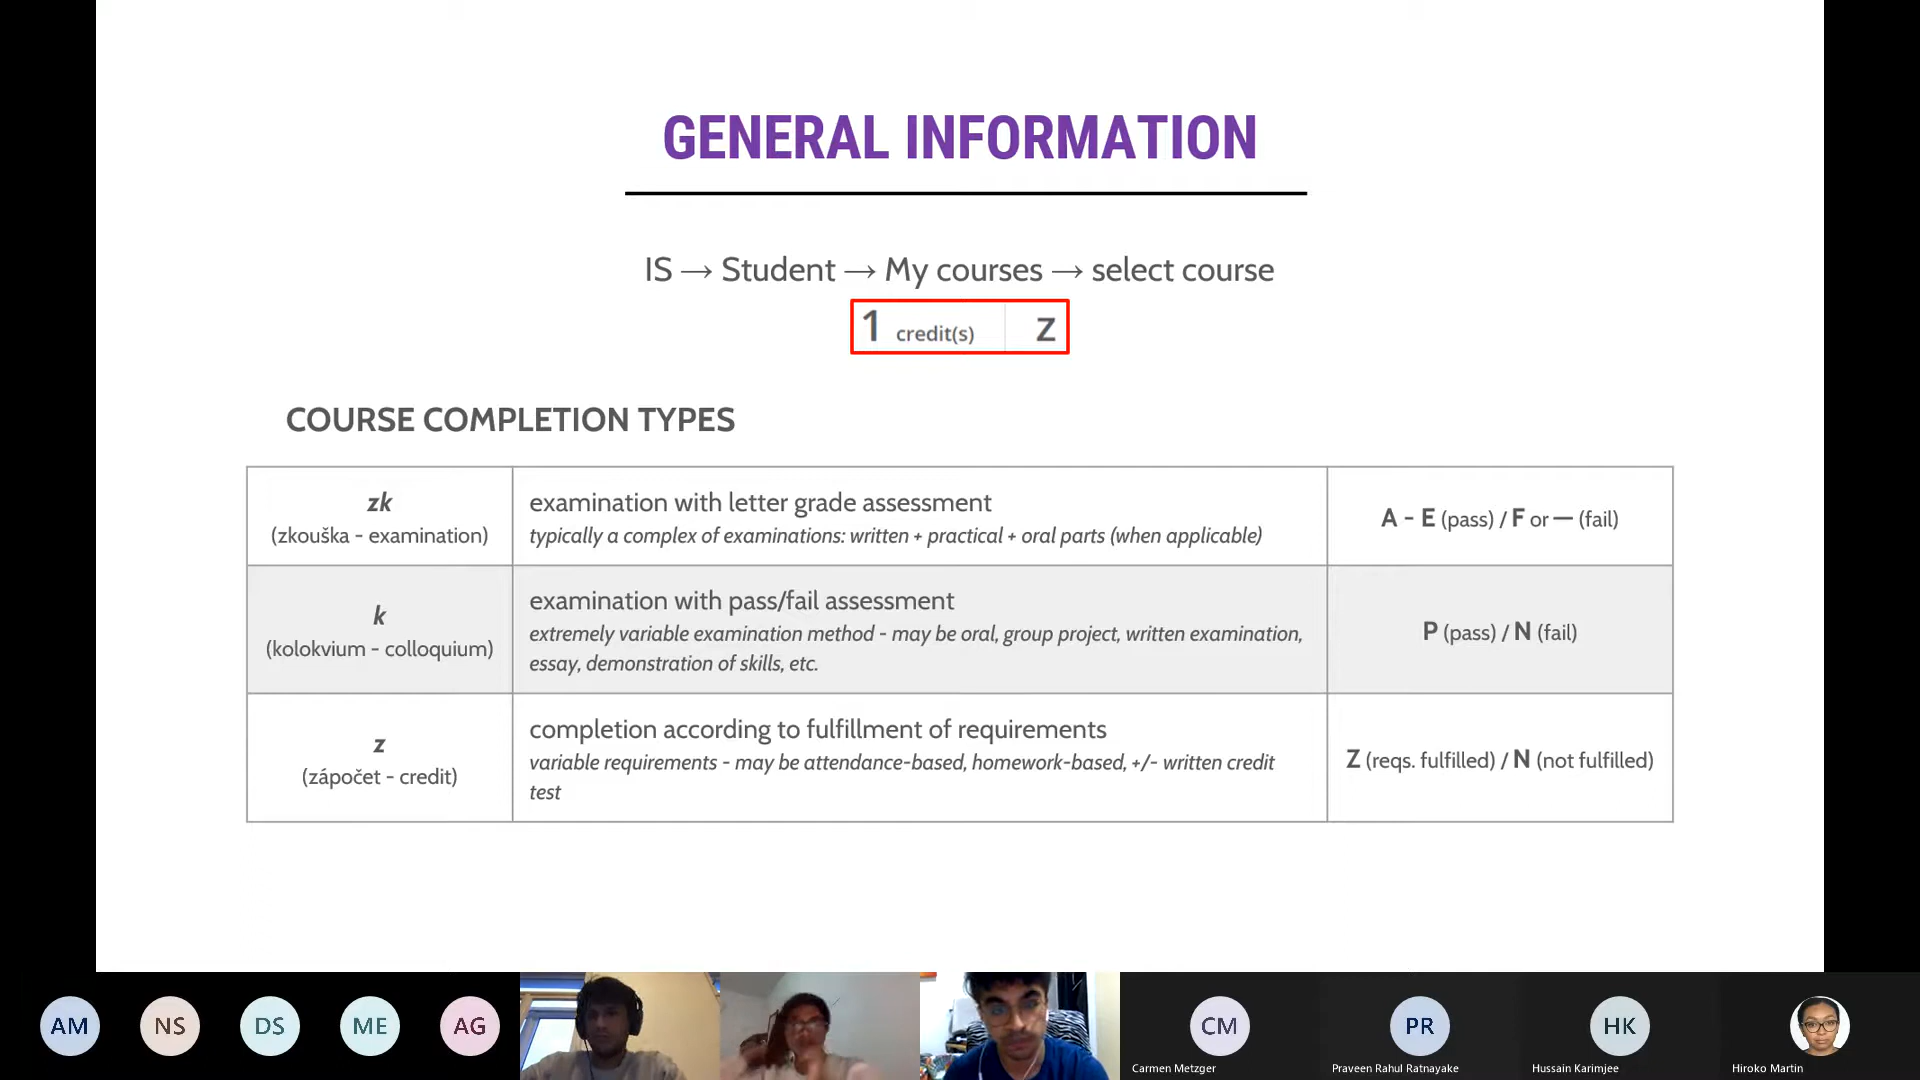 GENERAL INFORMATION
IS → Student → My courses → select course
1 credit(s) z
COURSE COMPLETION TYPES
zk
(zkouška - examination)
examination with letter grade assessment
typically a complex of examinations: written + practical + oral parts (when applicable)
A - E (pass) / F or — (fail)
k
(kolokvium - colloquium)
examination with pass/fail assessment
extremely variable examination method - may be oral, group project, written examination,
essay, demonstration of skills, etc.
P (pass) / N (fail)
z
(zápočet - credit)
completion according to fulfillment of requirements
variable requirements - may be attendance-based, homework-based, +/- written credit
test
Z (reqs. fulfilled) / N (not fulfilled)
AM
NS
DS
ME
AG
CM
Carmen Metzger
PR
Praveen Rahul Ratnayake
HK
Hussain Karimjee
Hiroko Martin